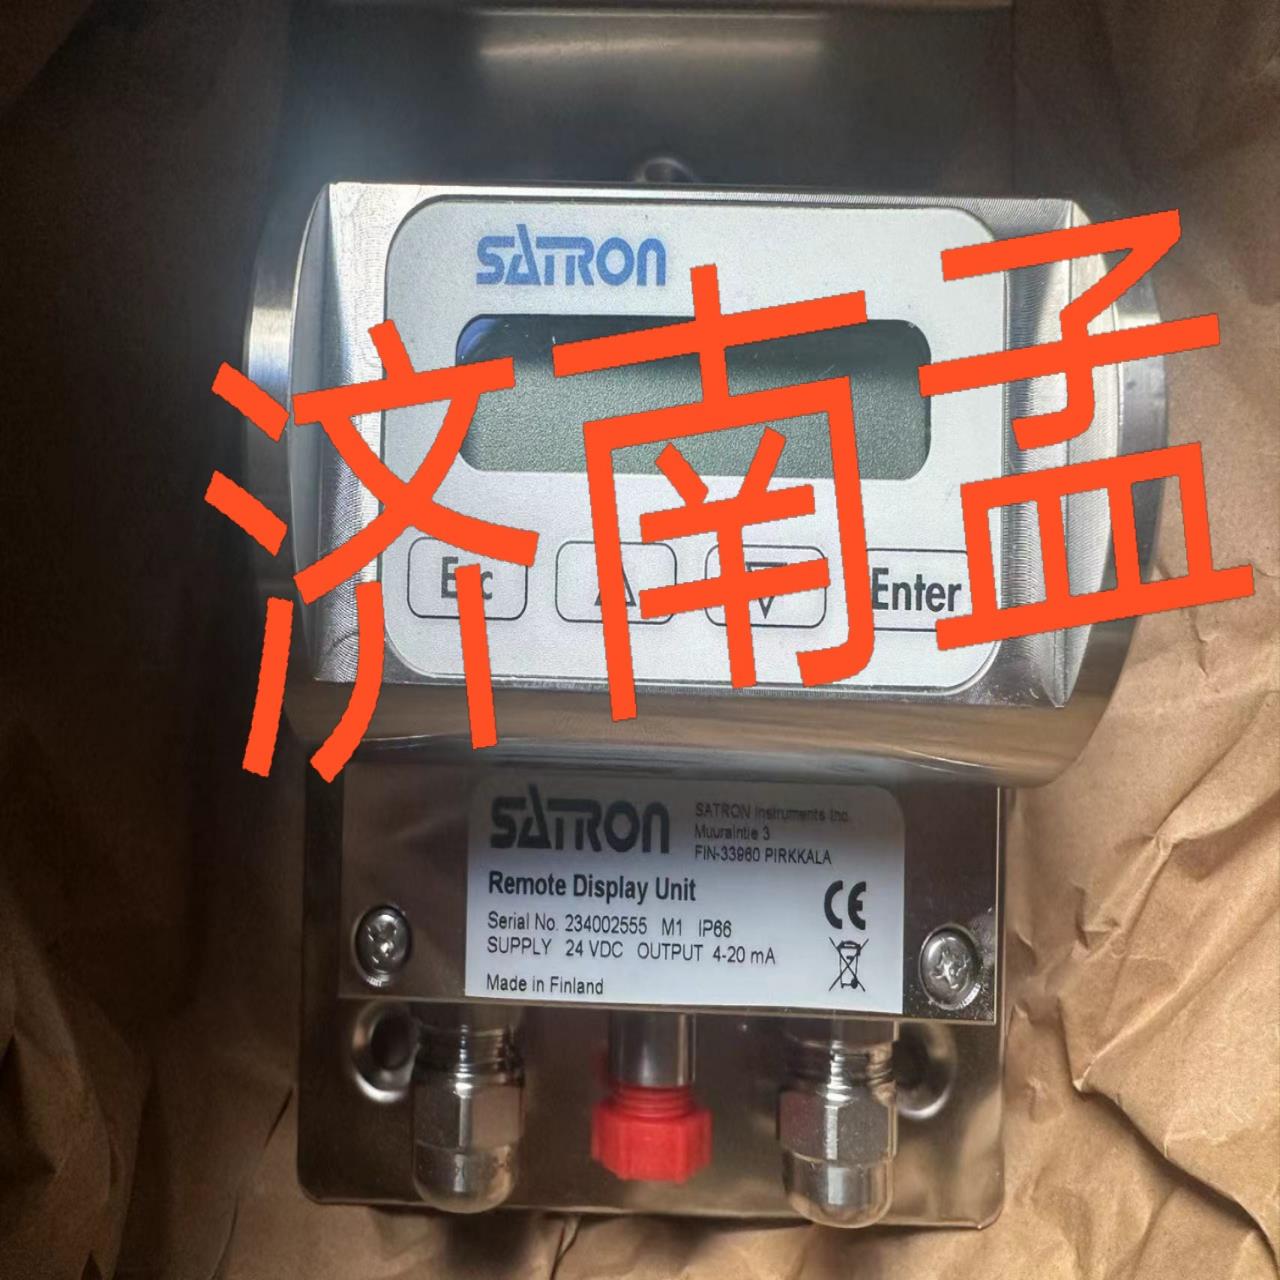 SATRON
济南孟
Esc △ ▽ Enter
SATRON
SATRON Instruments Inc.
Muuraintie 3
FIN-33960 PIRKKALA
Remote Display Unit
Serial No. 234002555 M1 IP66
SUPPLY 24 VDC OUTPUT 4-20 mA
Made in Finland
CE